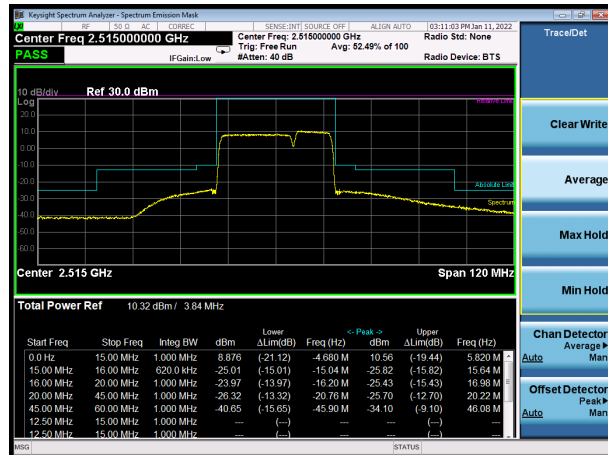 Keysight Spectrum Analyzer - Spectrum Emission Mask
LXI RF 50 Ω AC CORREC SENSE:INT SOURCE OFF ALIGN AUTO 03:11:03 PM Jan 11, 2022
Center Freq 2.515000000 GHz Center Freq: 2.515000000 GHz Radio Std: None
Trig: Free Run Avg: 52.49% of 100
PASS IFGain:Low #Atten: 40 dB Radio Device: BTS
10 dB/div Ref 30.0 dBm
Log
Relative Limit
20.0
10.0
0.00
-10.0
-20.0
Absolute Limit
-30.0
Spectrum
-40.0
-50.0
-60.0
Center 2.515 GHz Span 120 MHz
Total Power Ref 10.32 dBm / 3.84 MHz
Lower <- Peak -> Upper
Start Freq Stop Freq Integ BW dBm ΔLim(dB) Freq (Hz) dBm ΔLim(dB) Freq (Hz)
0.0 Hz 15.00 MHz 1.000 MHz 8.876 (-21.12) -4.680 M 10.56 (-19.44) 5.820 M
15.00 MHz 16.00 MHz 620.0 kHz -25.01 (-15.01) -15.04 M -25.82 (-15.82) 15.64 M
16.00 MHz 20.00 MHz 1.000 MHz -23.97 (-13.97) -16.20 M -25.43 (-15.43) 16.98 M
20.00 MHz 45.00 MHz 1.000 MHz -26.32 (-13.32) -20.76 M -25.70 (-12.70) 20.22 M
45.00 MHz 60.00 MHz 1.000 MHz -40.65 (-15.65) -45.90 M -34.10 (-9.10) 46.08 M
12.50 MHz 15.00 MHz 1.000 MHz --- (---) --- --- (---) ---
12.50 MHz 15.00 MHz 1.000 MHz --- (---) --- --- (---) ---
MSG STATUS
Trace/Det
Clear Write
Average
Max Hold
Min Hold
Chan Detector
Average
Auto Man
Offset Detector
Peak
Auto Man